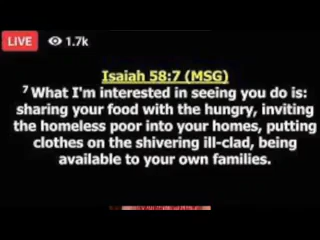 LIVE 1.7k
Isaiah 58:7 (MSG)
7 What I'm interested in seeing you do is:
sharing your food with the hungry, inviting
the homeless poor into your homes, putting
clothes on the shivering ill-clad, being
available to your own families.